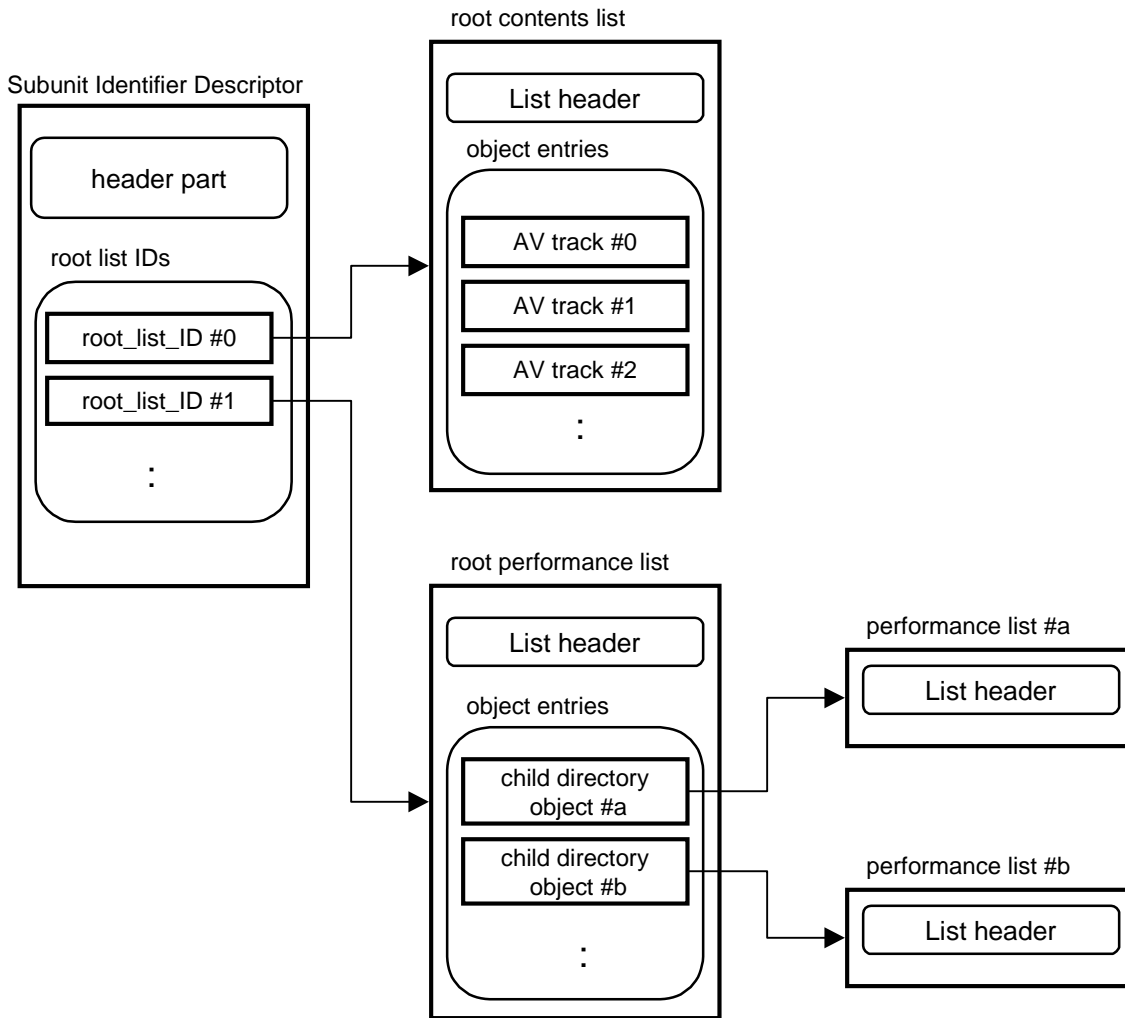 Subunit Identifier Descriptor
header part
root list IDs
root_list_ID #0
root_list_ID #1
:
root contents list
List header
object entries
AV track #0
AV track #1
AV track #2
:
root performance list
List header
object entries
child directory
object #a
child directory
object #b
:
performance list #a
List header
performance list #b
List header